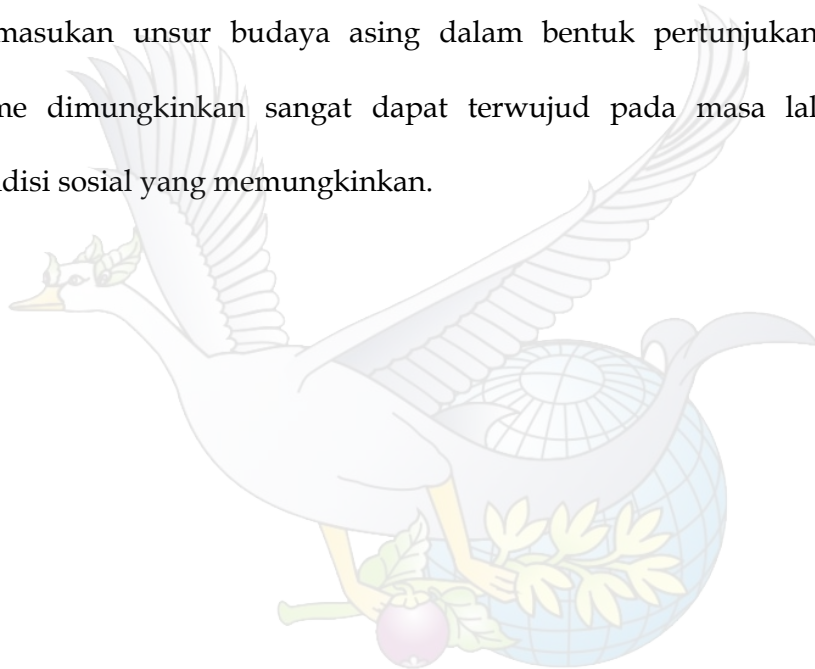 masukan unsur budaya asing dalam bentuk pertunjukan
me dimungkinkan sangat dapat terwujud pada masa lal
disi sosial yang memungkinkan.